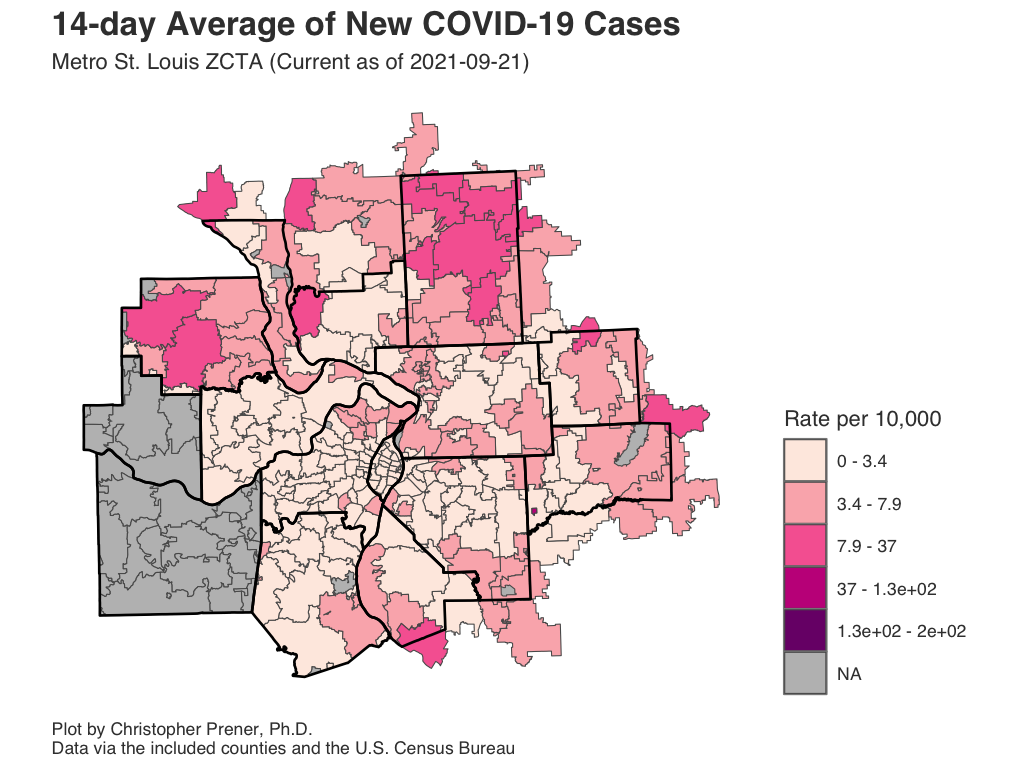 14-day Average of New COVID-19 Cases
Metro St. Louis ZCTA (Current as of 2021-09-21)
Rate per 10,000
0 - 3.4
3.4 - 7.9
7.9 - 37
37 - 1.3e+02
1.3e+02 - 2e+02
NA
Plot by Christopher Prener, Ph.D.
Data via the included counties and the U.S. Census Bureau